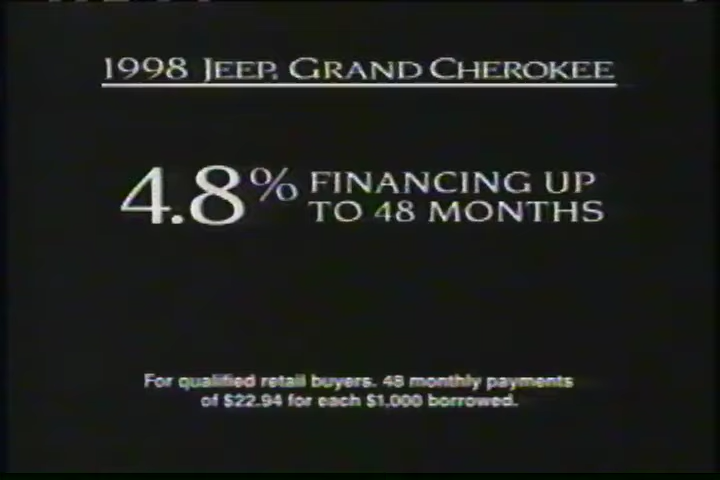 1998 JEEP® GRAND CHEROKEE
4.8% FINANCING UP
TO 48 MONTHS
For qualified retail buyers. 48 monthly payments
of $22.94 for each $1,000 borrowed.